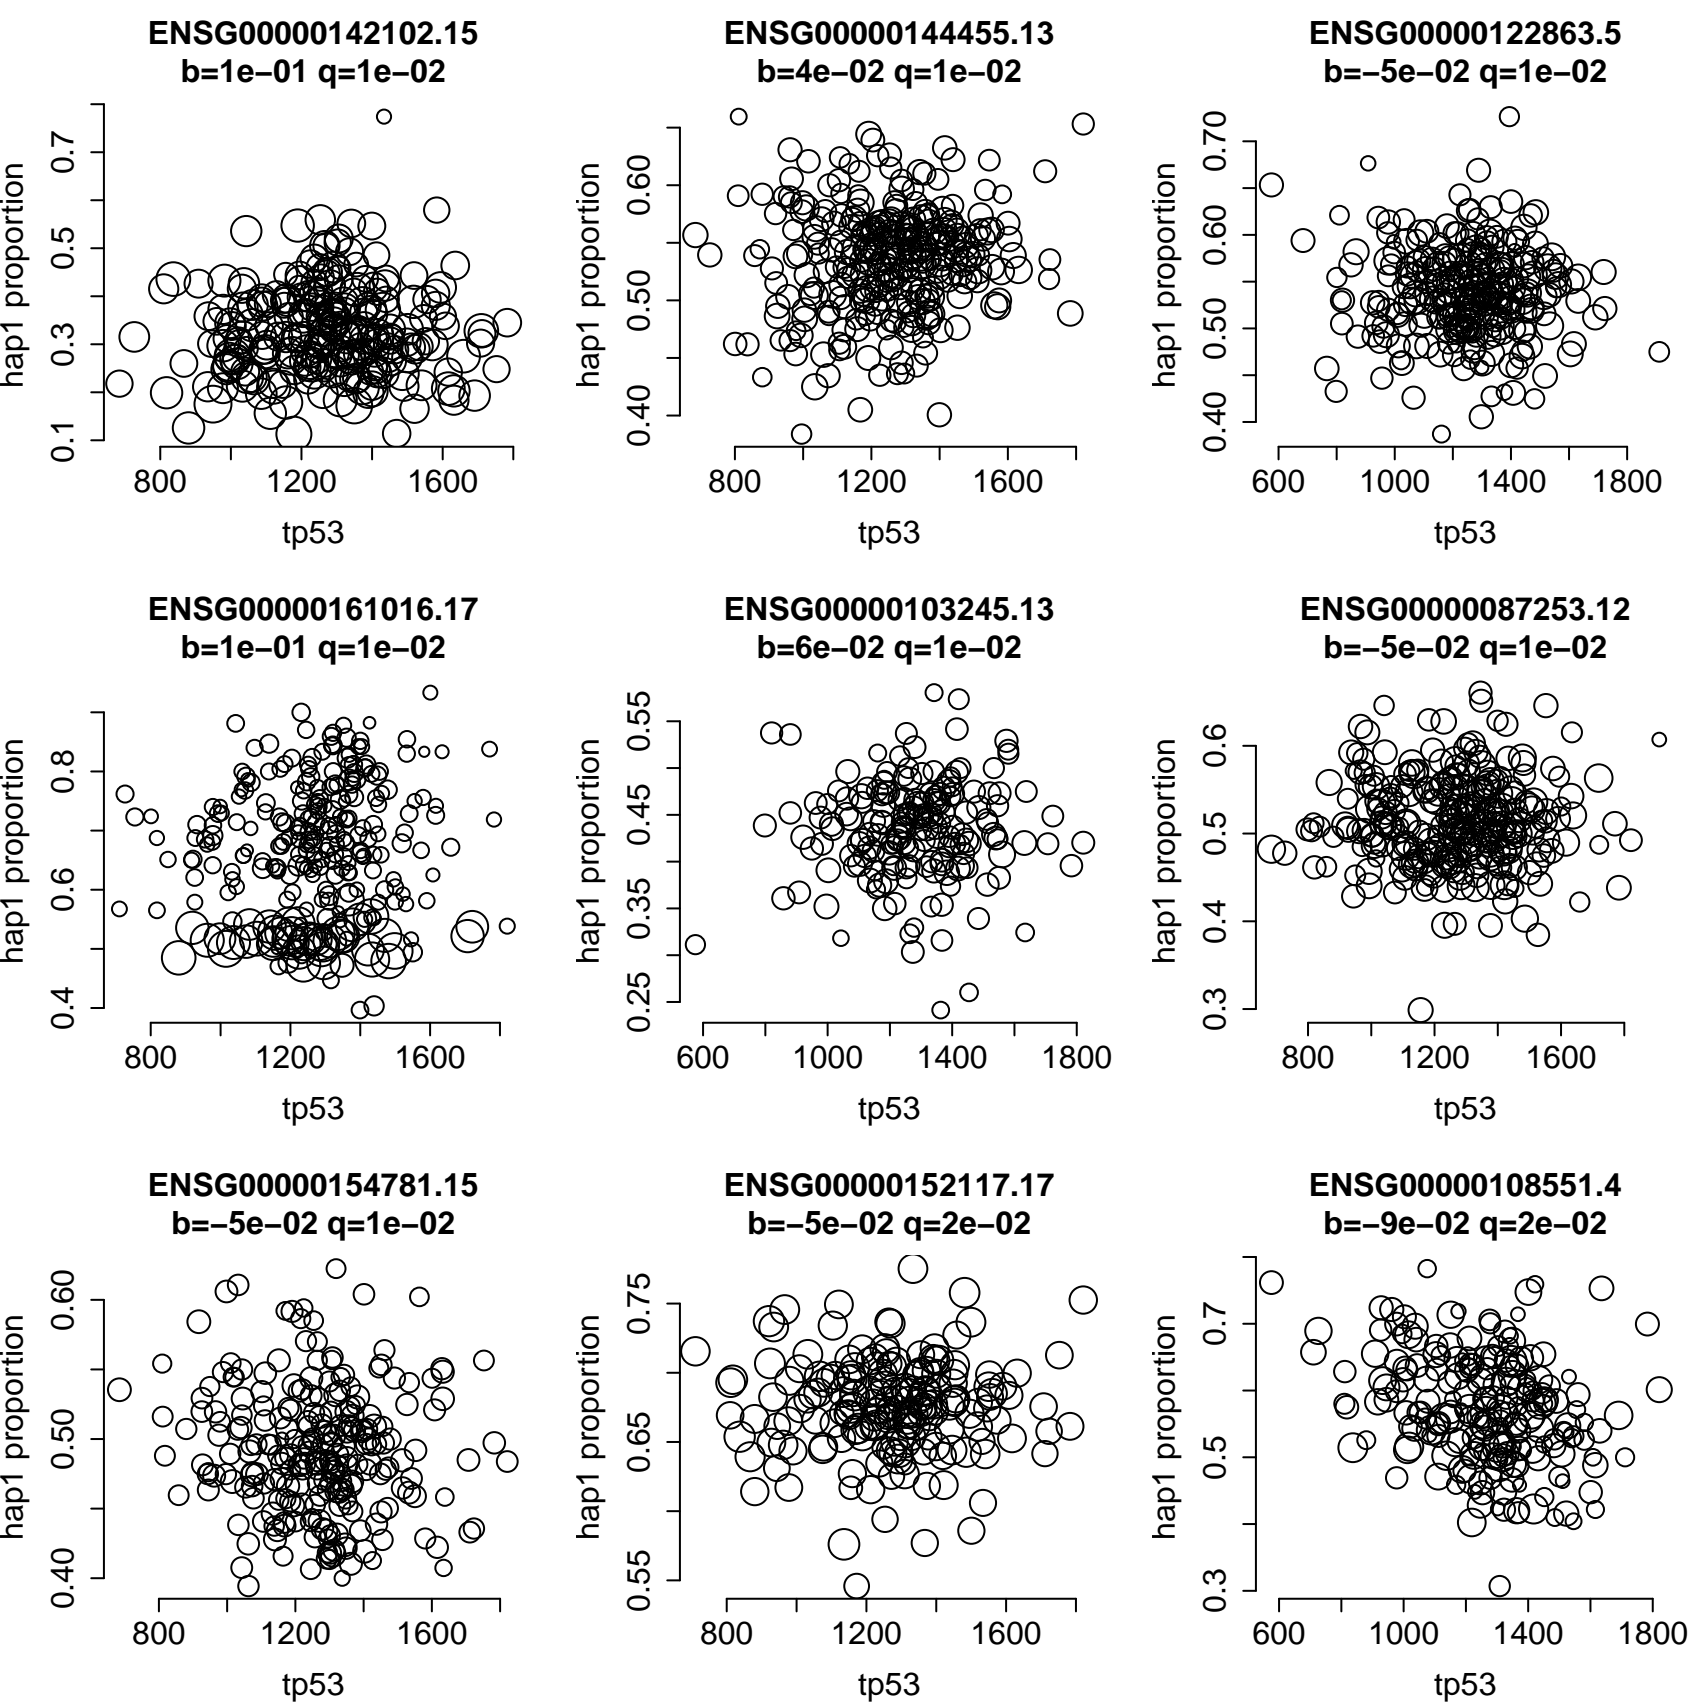 ENSG00000142102.15
b=1e−01 q=1e−02
hap1 proportion
0.1 0.3 0.5 0.7
800 1200 1600
tp53
ENSG00000144455.13
b=4e−02 q=1e−02
hap1 proportion
0.40 0.50 0.60
800 1200 1600
tp53
ENSG00000122863.5
b=−5e−02 q=1e−02
hap1 proportion
0.40 0.50 0.60 0.70
600 1000 1400 1800
tp53
ENSG00000161016.17
b=1e−01 q=1e−02
hap1 proportion
0.4 0.6 0.8
800 1200 1600
tp53
ENSG00000103245.13
b=6e−02 q=1e−02
hap1 proportion
0.25 0.35 0.45 0.55
600 1000 1400 1800
tp53
ENSG00000087253.12
b=−5e−02 q=1e−02
hap1 proportion
0.3 0.4 0.5 0.6
800 1200 1600
tp53
ENSG00000154781.15
b=−5e−02 q=1e−02
hap1 proportion
0.40 0.50 0.60
800 1200 1600
tp53
ENSG00000152117.17
b=−5e−02 q=2e−02
hap1 proportion
0.55 0.65 0.75
800 1200 1600
tp53
ENSG00000108551.4
b=−9e−02 q=2e−02
hap1 proportion
0.3 0.5 0.7
600 1000 1400 1800
tp53